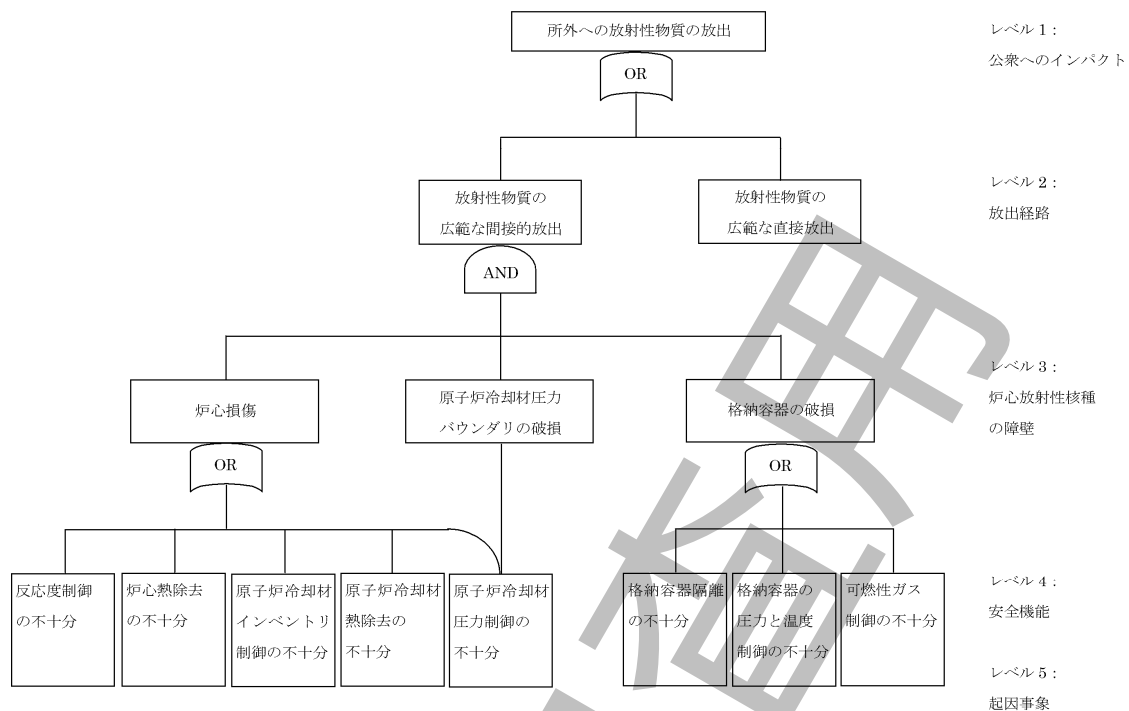 所外への放射性物質の放出
OR
レベル 1：
公衆へのインパクト
放射性物質の
広範な間接的放出
AND
放射性物質の
広範な直接放出
レベル 2：
放出経路
炉心損傷
OR
原子炉冷却材圧力
バウンダリの破損
格納容器の破損
OR
レベル 3：
炉心放射性核種
の障壁
反応度制御
の不十分
炉心熱除去
の不十分
原子炉冷却材
インベントリ
制御の不十分
原子炉冷却材
熱除去の
不十分
原子炉冷却材
圧力制御の
不十分
格納容器隔離
の不十分
格納容器の
圧力と温度
制御の不十分
可燃性ガス
制御の不十分
レベル 4：
安全機能
レベル 5：
起因事象